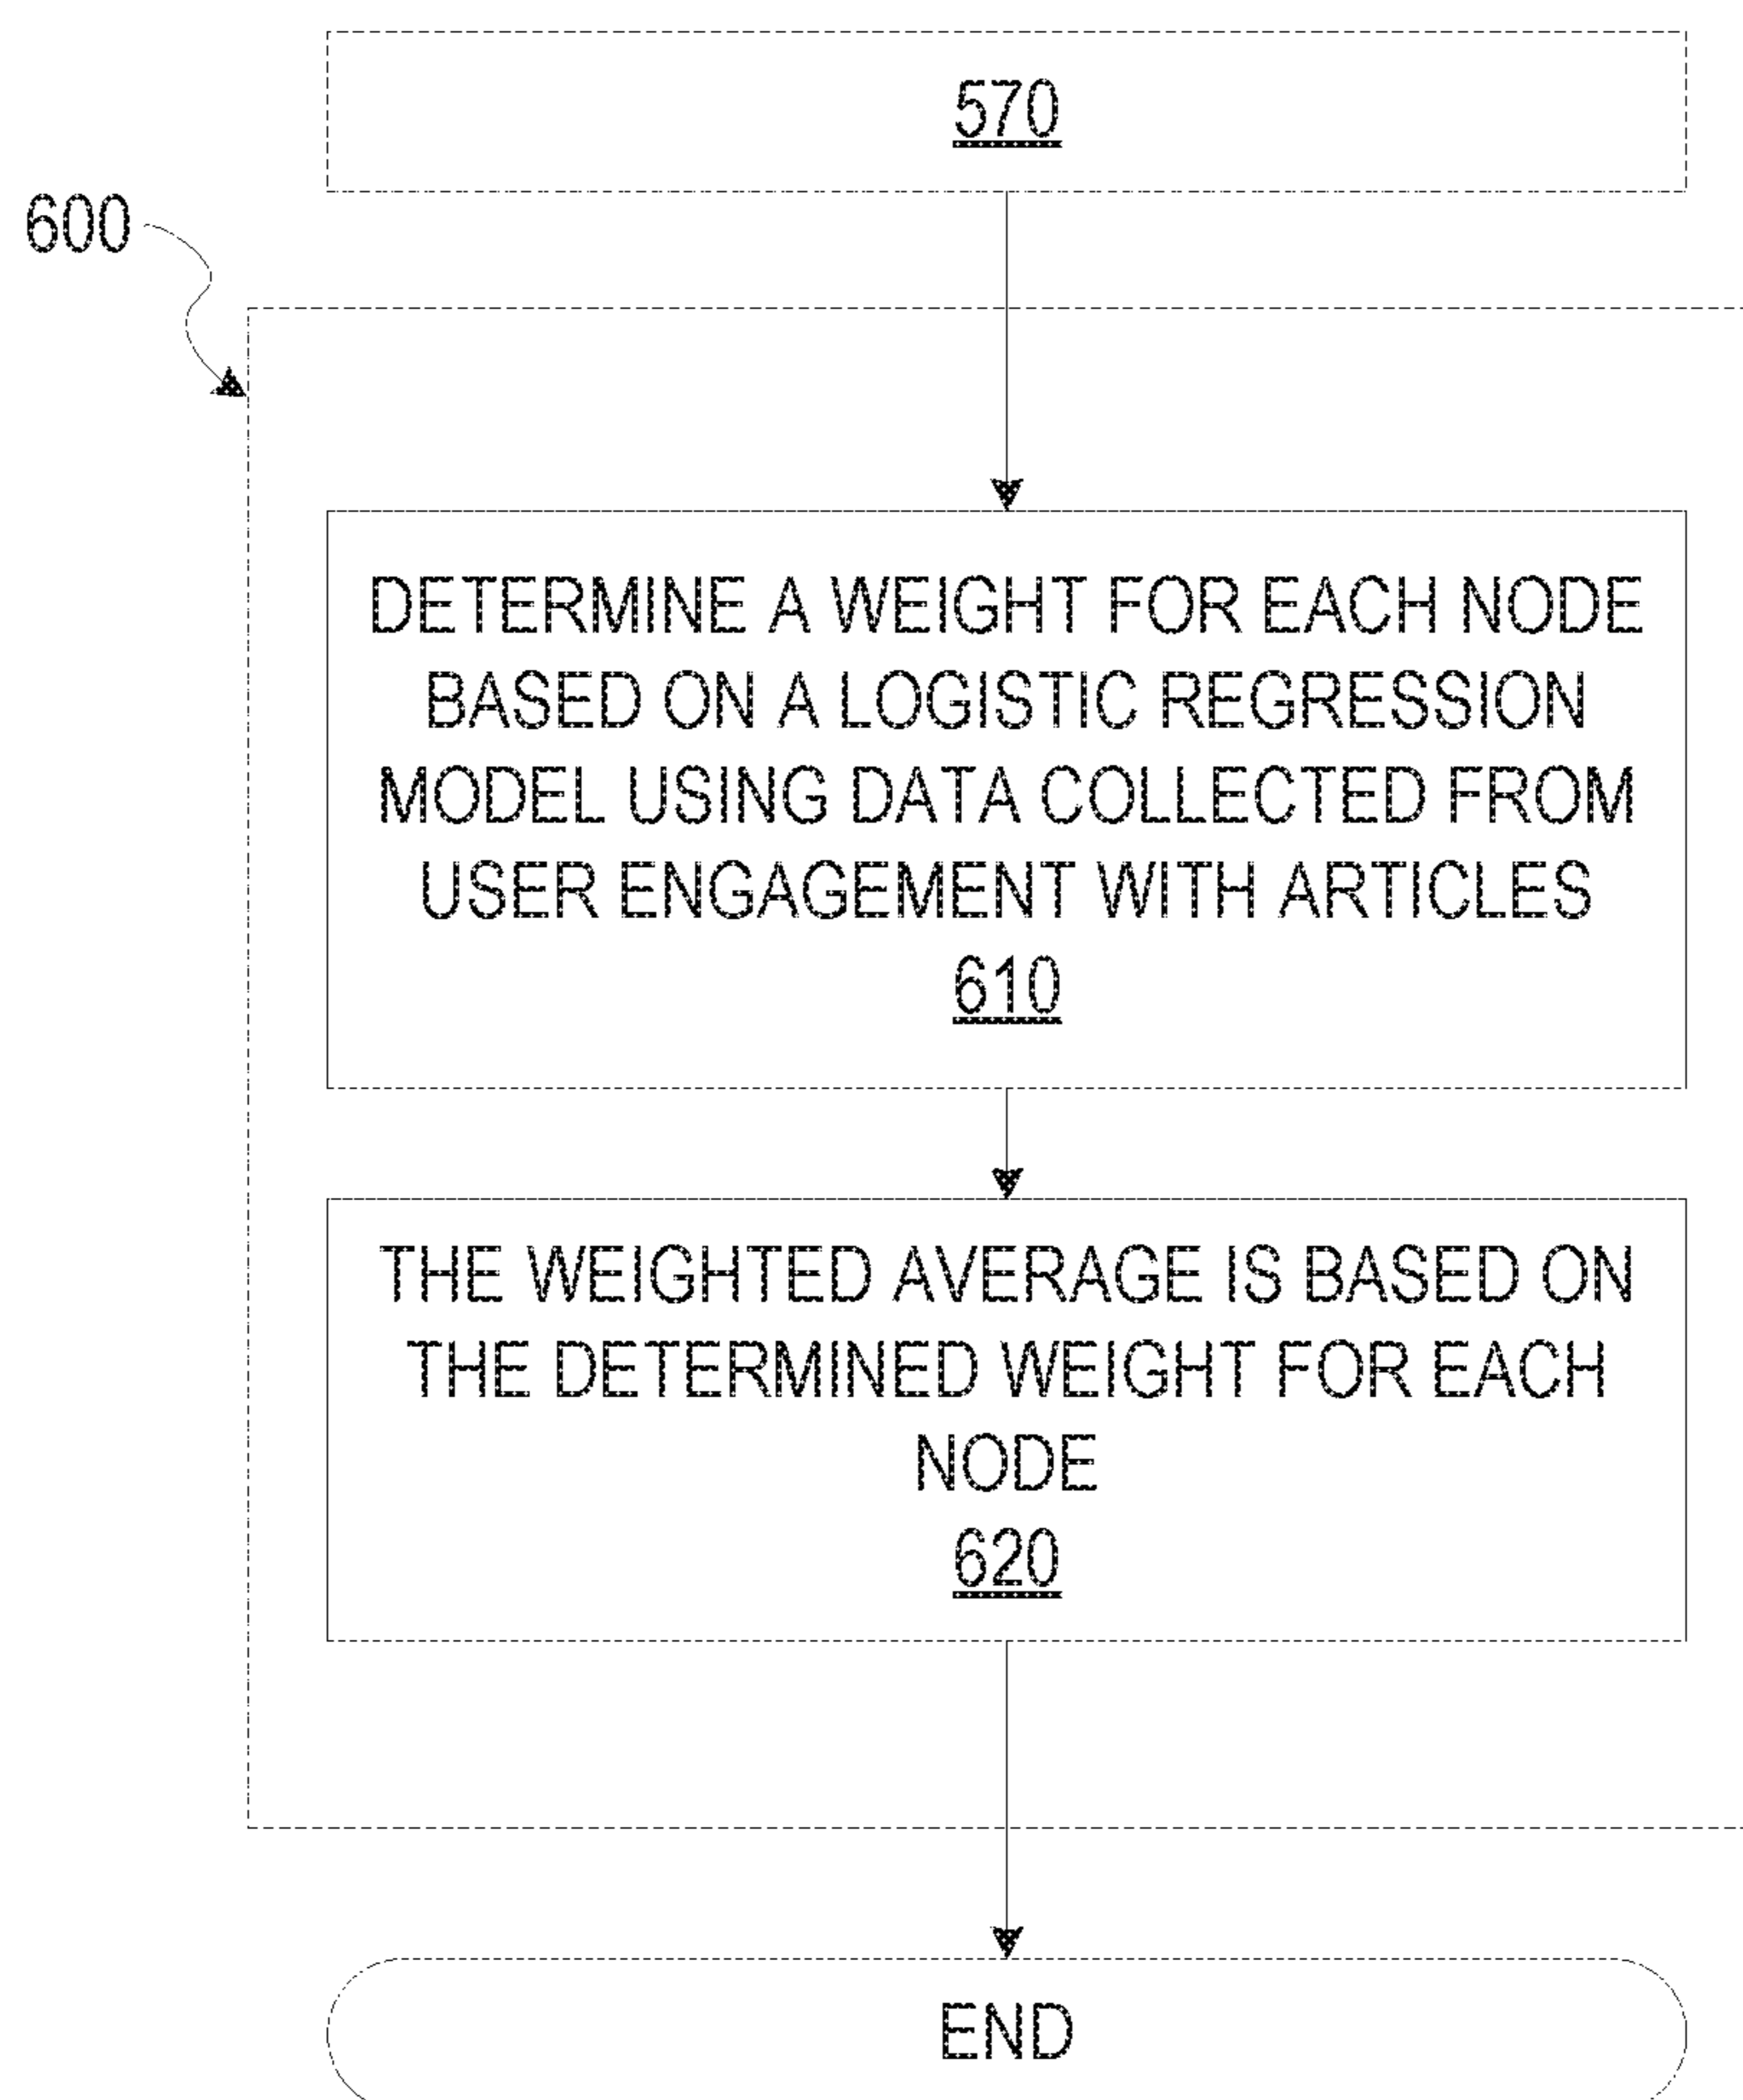 570
600
DETERMINE A WEIGHT FOR EACH NODE
BASED ON A LOGISTIC REGRESSION
MODEL USING DATA COLLECTED FROM
USER ENGAGEMENT WITH ARTICLES
610
THE WEIGHTED AVERAGE IS BASED ON
THE DETERMINED WEIGHT FOR EACH
NODE
620
END